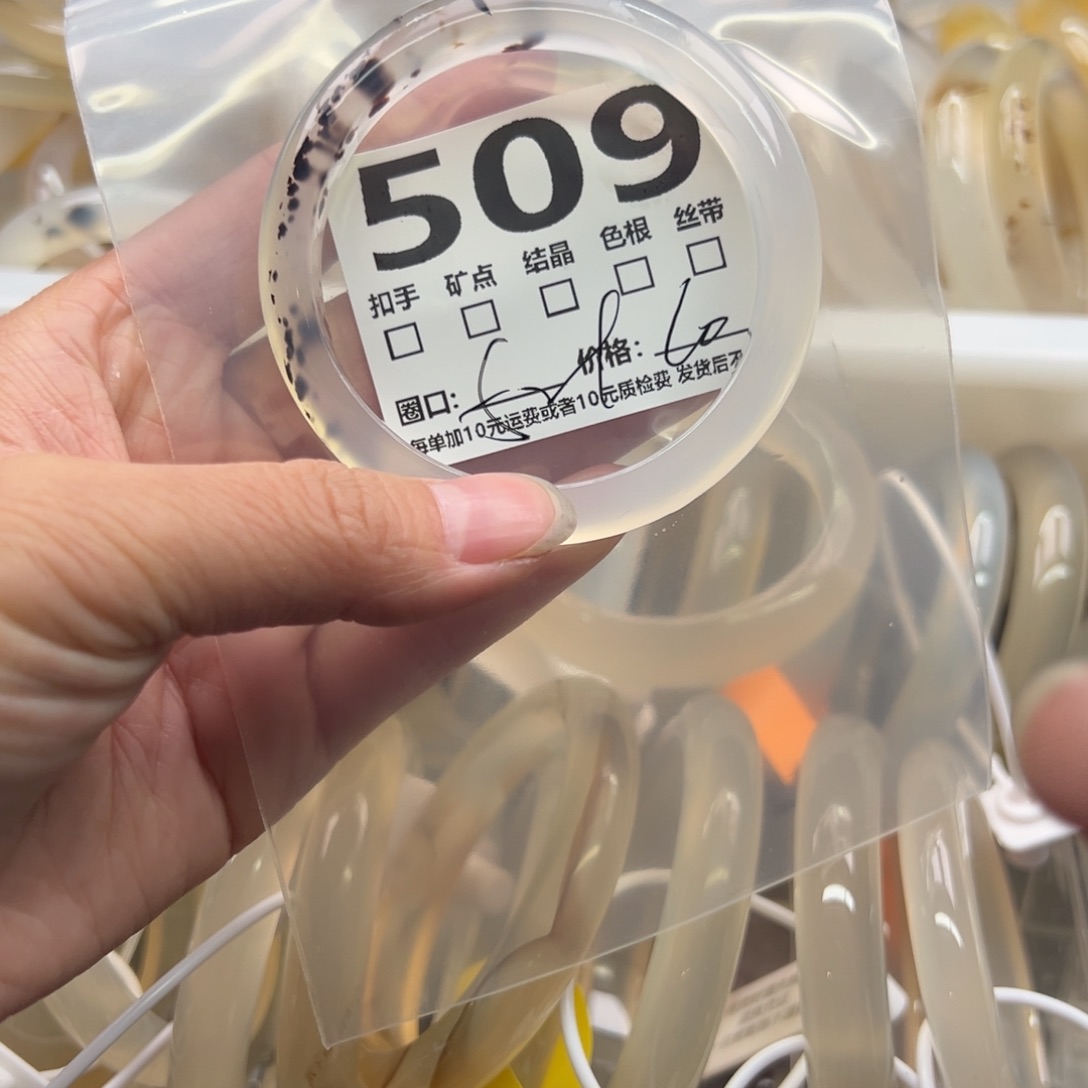 509
扣手 矿点 结晶 色根 丝带
圈口: 价格: 60
每单加10元运费或者10元质检费 发货后不